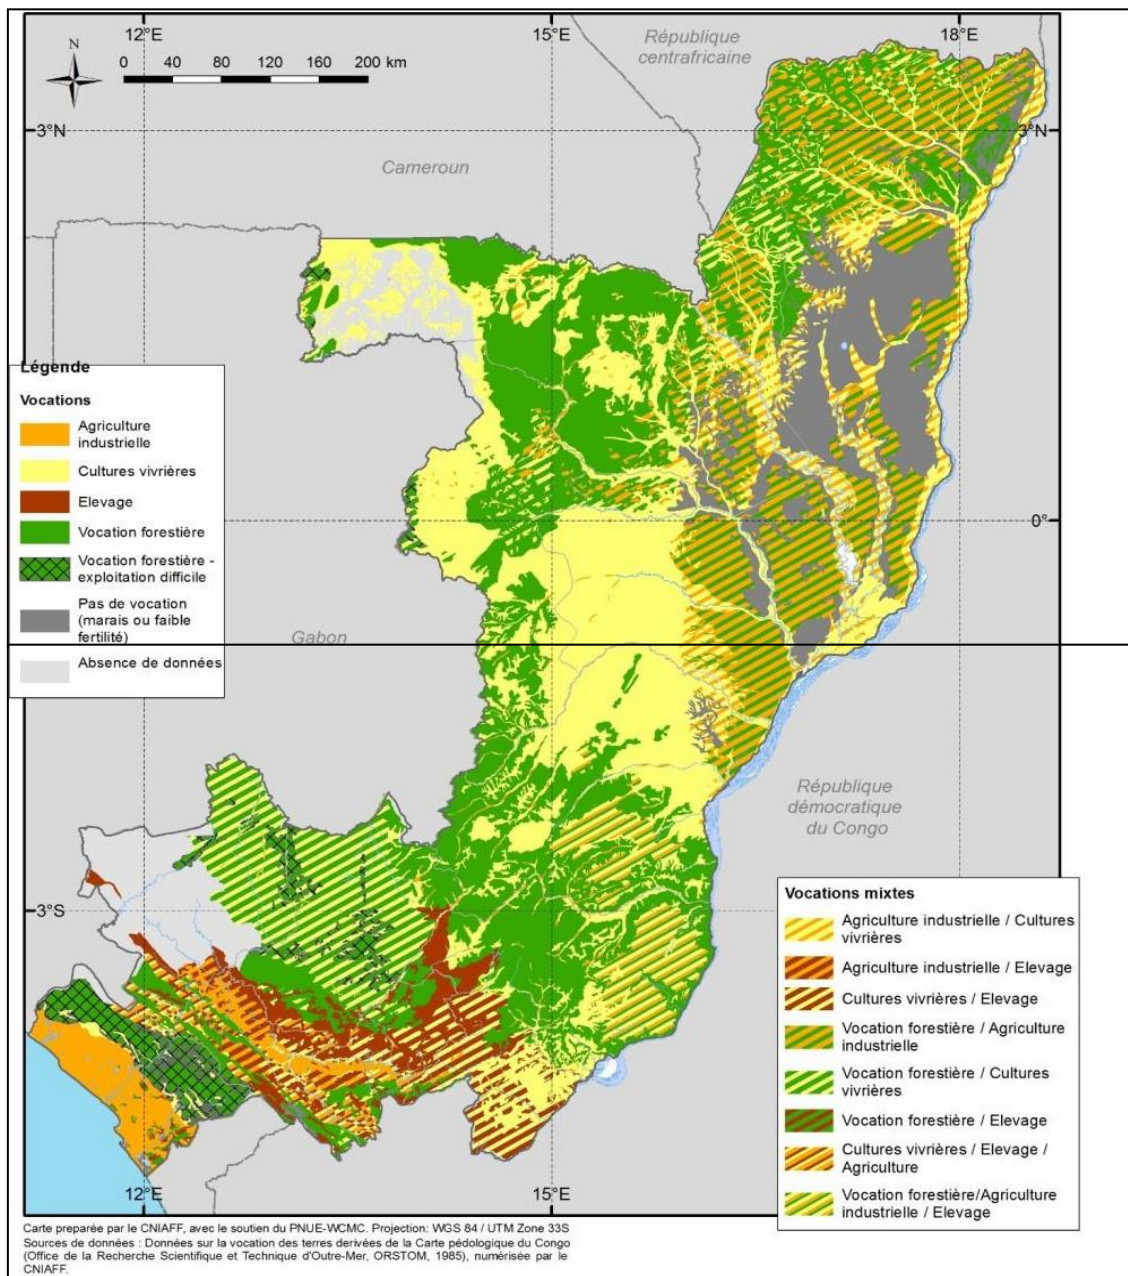 12°E
15°E
18°E
N
0 40 80 120 160 200 km
République
centrafricaine
3°N
3°N
Cameroun
Légende
Vocations
Agriculture
industrielle
Cultures vivrières
Elevage
Vocation forestière
Vocation forestière -
exploitation difficile
Pas de vocation
(marais ou faible
fertilité)
Absence de données
0°
Gabon
République
démocratique
du Congo
3°S
Vocations mixtes
Agriculture industrielle / Cultures
vivrières
Agriculture industrielle / Elevage
Cultures vivrières / Elevage
Vocation forestière / Agriculture
industrielle
Vocation forestière / Cultures
vivrières
Vocation forestière / Elevage
Cultures vivrières / Elevage /
Agriculture
Vocation forestière/Agriculture
industrielle / Elevage
12°E
15°E
Carte preparée par le CNIAFF, avec le soutien du PNUE-WCMC. Projection: WGS 84 / UTM Zone 33S
Sources de données : Données sur la vocation des terres derivées de la Carte pédologique du Congo
(Office de la Recherche Scientifique et Technique d'Outre-Mer, ORSTOM, 1985), numérisée par le
CNIAFF.